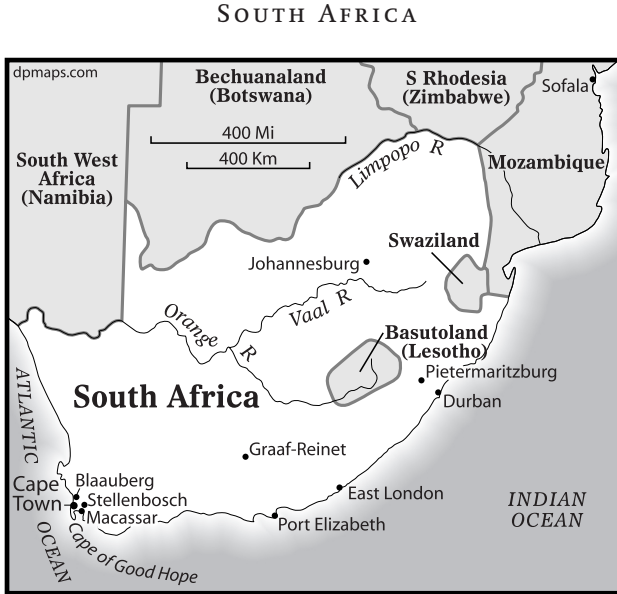 SOUTH AFRICA
dpmaps.com
Bechuanaland
(Botswana)
S Rhodesia
(Zimbabwe)
Sofala
400 Mi
400 Km
South West
Africa
(Namibia)
Limpopo R
Mozambique
Swaziland
Johannesburg
Orange R
Vaal R
Basutoland
(Lesotho)
Pietermaritzburg
Durban
South Africa
ATLANTIC
OCEAN
Graaf-Reinet
Blaauberg
Cape
Town
Stellenbosch
Macassar
East London
Port Elizabeth
Cape of Good Hope
INDIAN
OCEAN